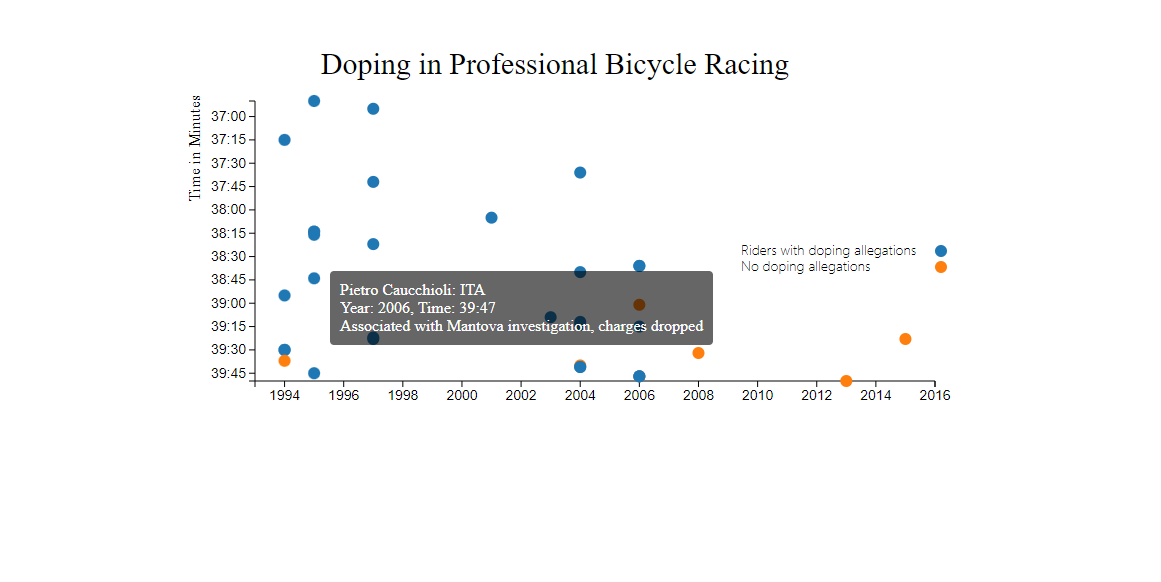 Doping in Professional Bicycle Racing
Time in Minutes
37:00
37:15
37:30
37:45
38:00
38:15
38:30
38:45
39:00
39:15
39:30
39:45
Riders with doping allegations
No doping allegations
Pietro Caucchioli: ITA
Year: 2006, Time: 39:47
Associated with Mantova investigation, charges dropped
1994 1996 1998 2000 2002 2004 2006 2008 2010 2012 2014 2016